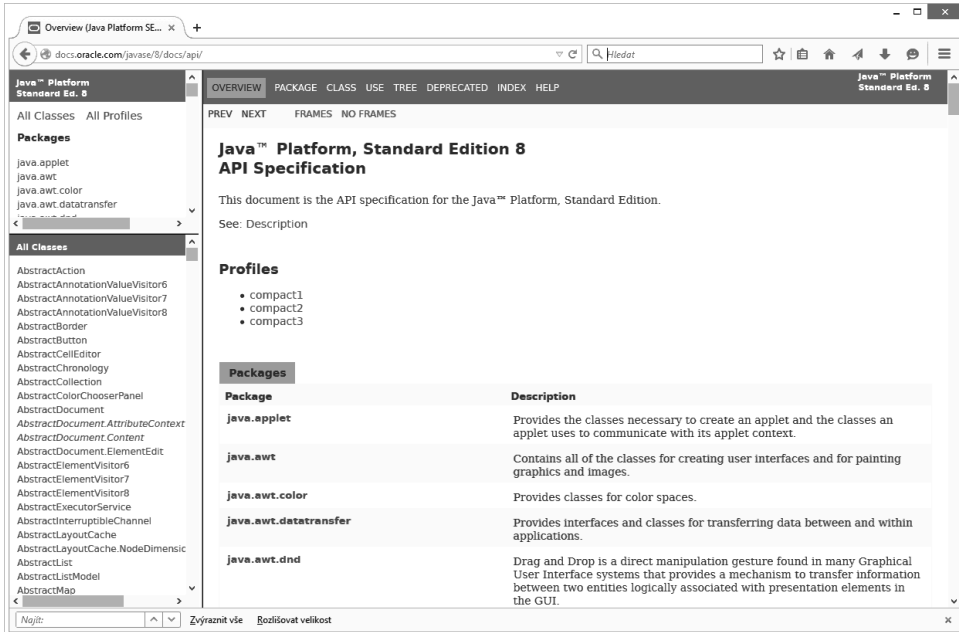 Overview (Java Platform SE...
docs.oracle.com/javase/8/docs/api/
Hledat
Java™ Platform
Standard Ed. 8
All Classes All Profiles
Packages
java.applet
java.awt
java.awt.color
java.awt.datatransfer
java.awt.dnd
All Classes
AbstractAction
AbstractAnnotationValueVisitor6
AbstractAnnotationValueVisitor7
AbstractAnnotationValueVisitor8
AbstractBorder
AbstractButton
AbstractCellEditor
AbstractChronology
AbstractCollection
AbstractColorChooserPanel
AbstractDocument
AbstractDocument.AttributeContext
AbstractDocument.Content
AbstractDocument.ElementEdit
AbstractElementVisitor6
AbstractElementVisitor7
AbstractElementVisitor8
AbstractExecutorService
AbstractInterruptibleChannel
AbstractLayoutCache
AbstractLayoutCache.NodeDimensic
AbstractList
AbstractListModel
AbstractMap
OVERVIEW PACKAGE CLASS USE TREE DEPRECATED INDEX HELP
Java™ Platform
Standard Ed. 8
PREV NEXT FRAMES NO FRAMES
Java™ Platform, Standard Edition 8
API Specification
This document is the API specification for the Java™ Platform, Standard Edition.
See: Description
Profiles
• compact1
• compact2
• compact3
Packages
Package Description
java.applet Provides the classes necessary to create an applet and the classes an
applet uses to communicate with its applet context.
java.awt Contains all of the classes for creating user interfaces and for painting
graphics and images.
java.awt.color Provides classes for color spaces.
java.awt.datatransfer Provides interfaces and classes for transferring data between and within
applications.
java.awt.dnd Drag and Drop is a direct manipulation gesture found in many Graphical
User Interface systems that provides a mechanism to transfer information
between two entities logically associated with presentation elements in
the GUI.
Najít: Zvýraznit vše Rozlišovat velikost